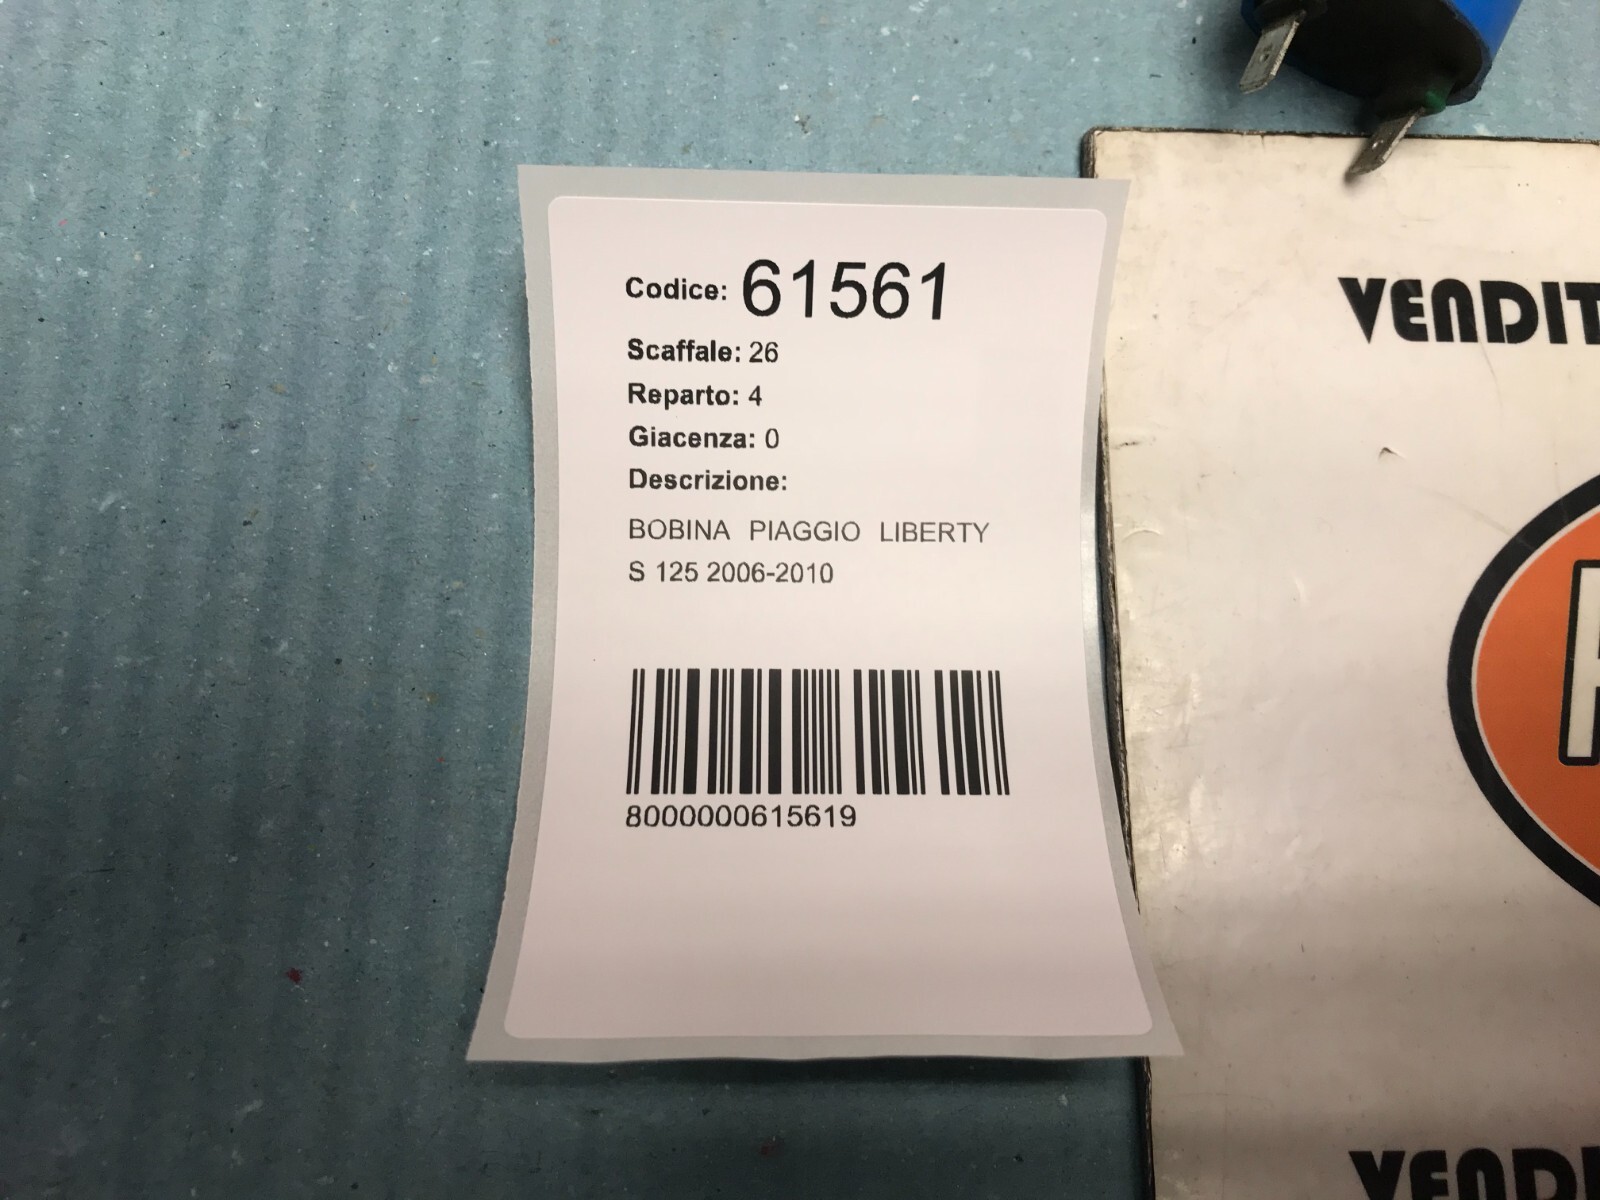 Codice: 61561
Scaffale: 26
Reparto: 4
Giacenza: 0
Descrizione:
BOBINA PIAGGIO LIBERTY
S 125 2006-2010
8000000615619
VENDIT
VENDI